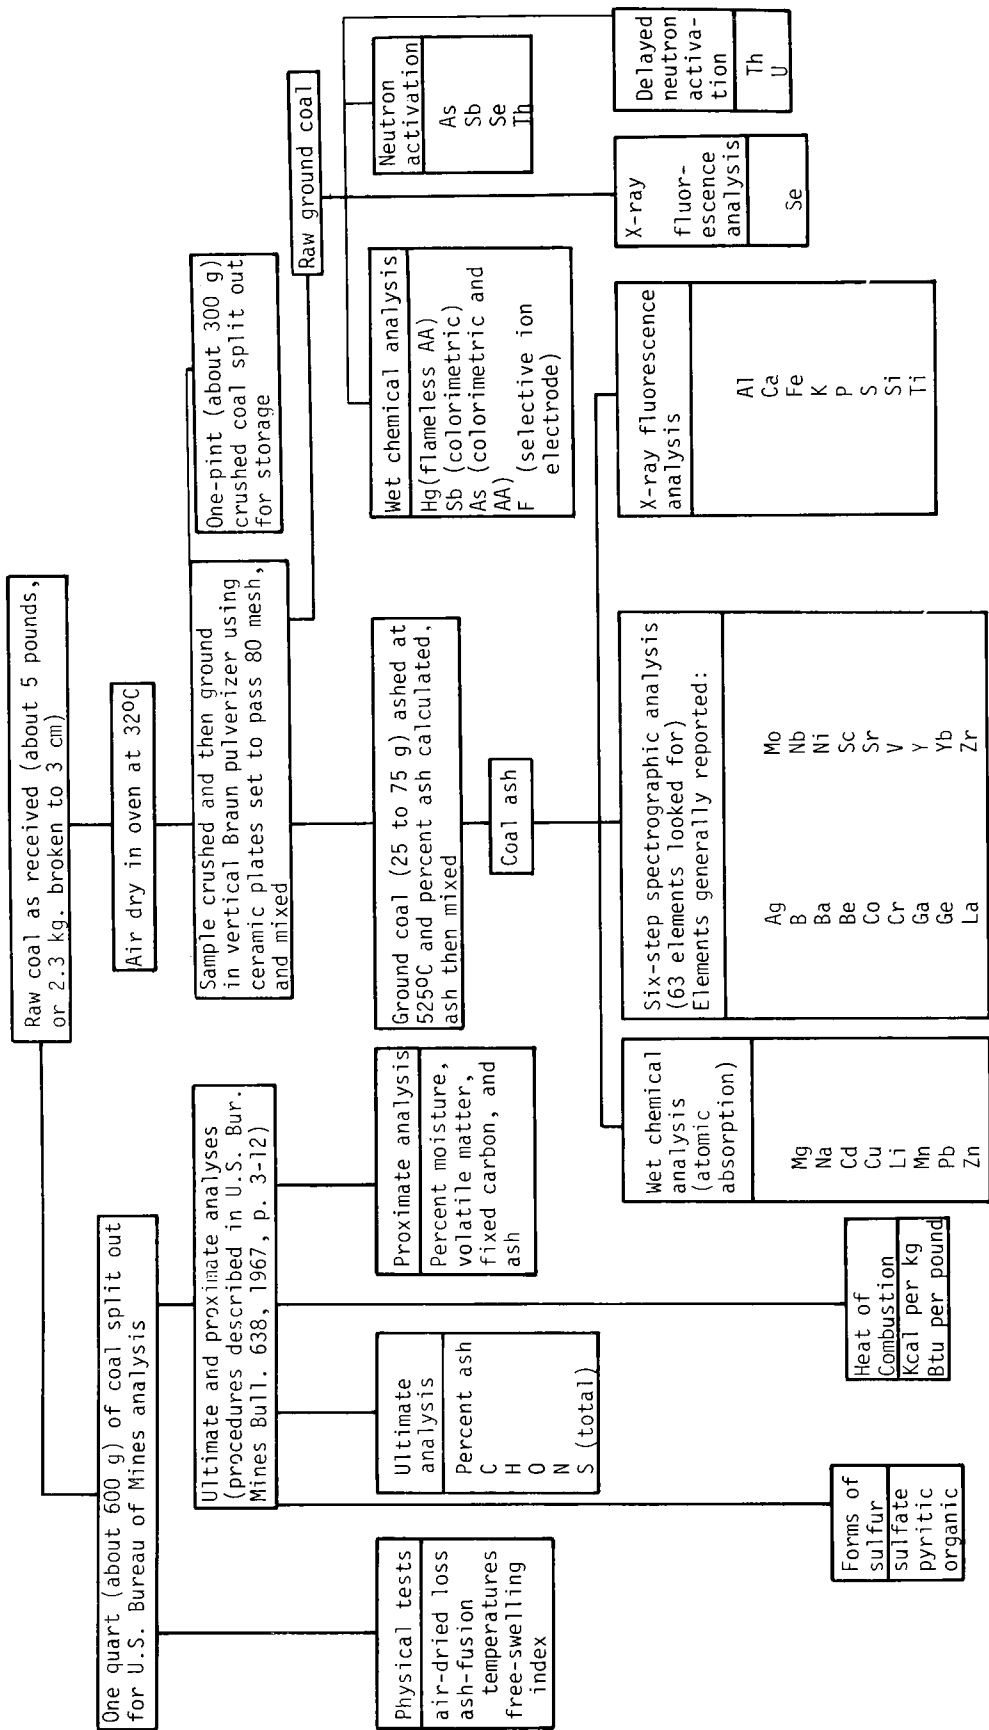 Raw coal as received (about 5 pounds,
or 2.3 kg. broken to 3 cm)
One quart (about 600 g) of coal split out
for U.S. Bureau of Mines analysis
Air dry in oven at 32ºC
Ultimate and proximate analyses
(procedures described in U.S. Bur.
Mines Bull. 638, 1967, p. 3-12)
Sample crushed and then ground
in vertical Braun pulverizer using
ceramic plates set to pass 80 mesh,
and mixed
One-pint (about 300 g)
crushed coal split out
for storage
Raw ground coal
Physical tests
air-dried loss
ash-fusion
temperatures
free-swelling
index
Ultimate
analysis
Percent ash
C
H
O
N
S (total)
Proximate analysis
Percent moisture,
volatile matter,
fixed carbon, and
ash
Ground coal (25 to 75 g) ashed at
525ºC and percent ash calculated,
ash then mixed
Coal ash
Wet chemical analysis
Hg(flameless AA)
Sb (colorimetric)
As (colorimetric and
AA)
F (selective ion
electrode)
Neutron
activation
As
Sb
Se
Th
X-ray
fluor-
escence
analysis
Se
Delayed
neutron
activa-
tion
Th
U
Forms of
sulfur
sulfate
pyritic
organic
Heat of
Combustion
Kcal per kg
Btu per pound
Wet chemical
analysis
(atomic
absorption)
Mg
Na
Cd
Cu
Li
Mn
Pb
Zn
Six-step spectrographic analysis
(63 elements looked for)
Elements generally reported:
Ag Mo
B Nb
Ba Ni
Be Sc
Co Sr
Cr V
Ga Y
Ge Yb
La Zr
X-ray fluorescence
analysis
Al
Ca
Fe
K
P
S
Si
Ti